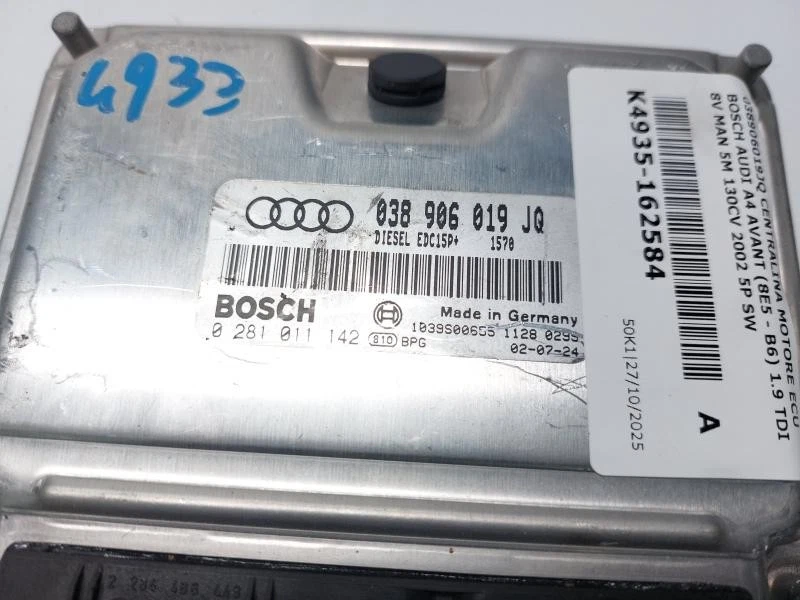 4933
038 906 019 JQ
DIESEL EDC15P+ 1570
BOSCH
Made in Germany
0 281 011 142 810 BPG
1039S00655 1128 0295
02-07-24
038906019JQ CENTRALINA MOTORE ECU
BOSCH AUDI A4 AVANT (8E5 - B6) 1.9 TDI
8V MAN 5M 130CV 2002 5P SW
K4935-162584
A
50K1|27/10/2025